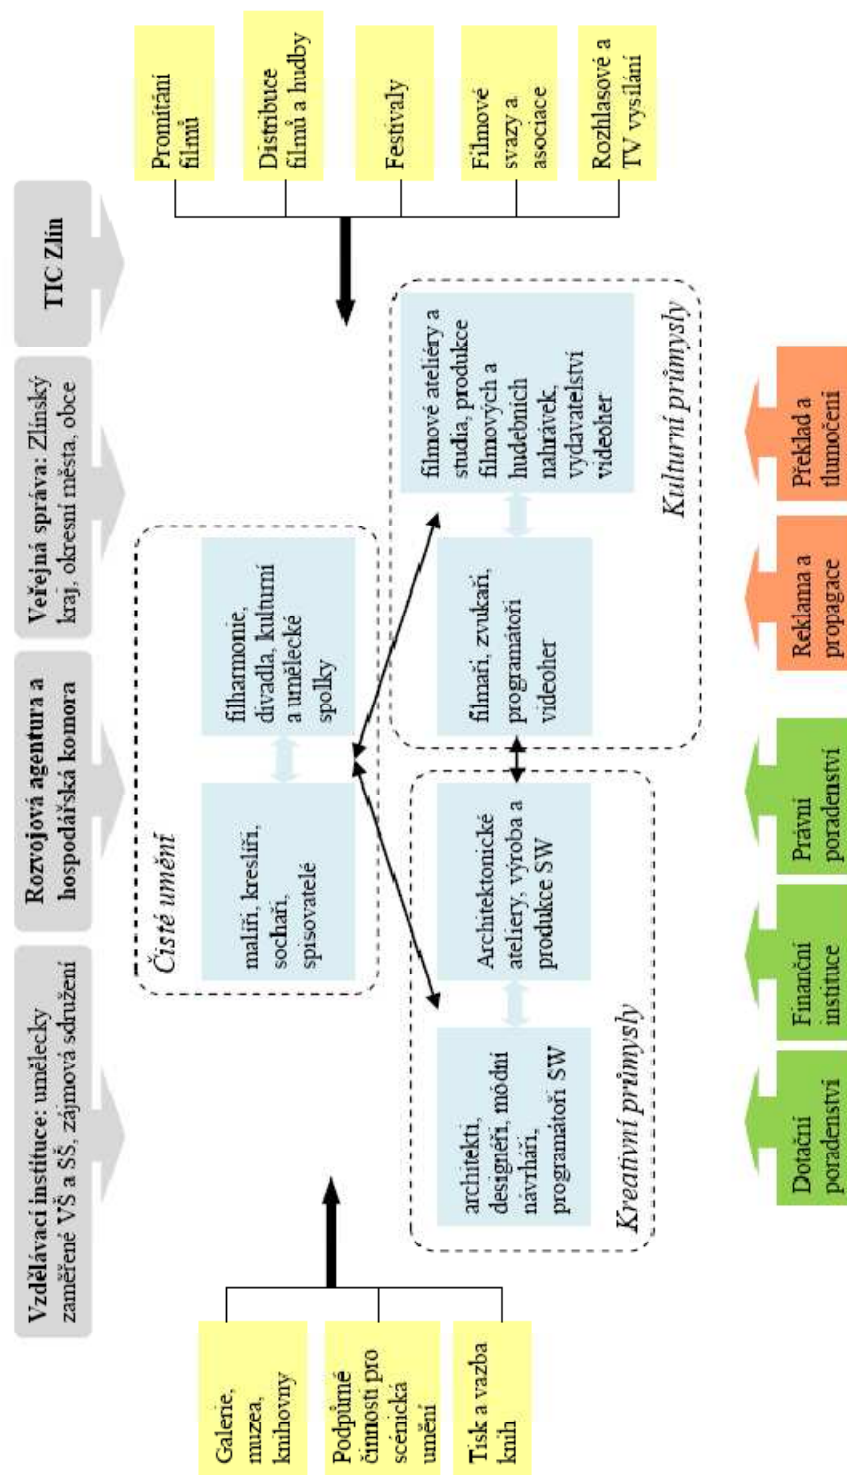 Vzdělávací instituce: umělecky
zaměřené VŠ a SŠ, zájmová sdružení
Rozvojová agentura a
hospodářská komora
Veřejná správa: Zlínský
kraj, okresní města, obce
TIC Zlín
Galerie,
muzea,
knihovny
Podpůrné
činnosti pro
scénická
umění
Tisk a vazba
knih
Čisté umění
malíři, kreslíři,
sochaři,
spisovatelé
filharmonie,
divadla, kulturní
a umělecké
spolky
architekti,
designéři, módní
návrháři,
programátoři SW
Architektonické
ateliery, výroba a
produkce SW
Kreativní průmysly
filmaři, zvukaři,
programátoři
videoher
filmové ateliéry a
studia, produkce
filmových a
hudebních
nahrávek,
vydavatelství
videoher
Kulturní průmysly
Promítání
filmů
Distribuce
filmů a hudby
Festivaly
Filmové
svazy a
asociace
Rozhlasové a
TV vysílání
Dotační
poradenství
Finanční
instituce
Právní
poradenství
Reklama a
propagace
Překlad a
tlumočení